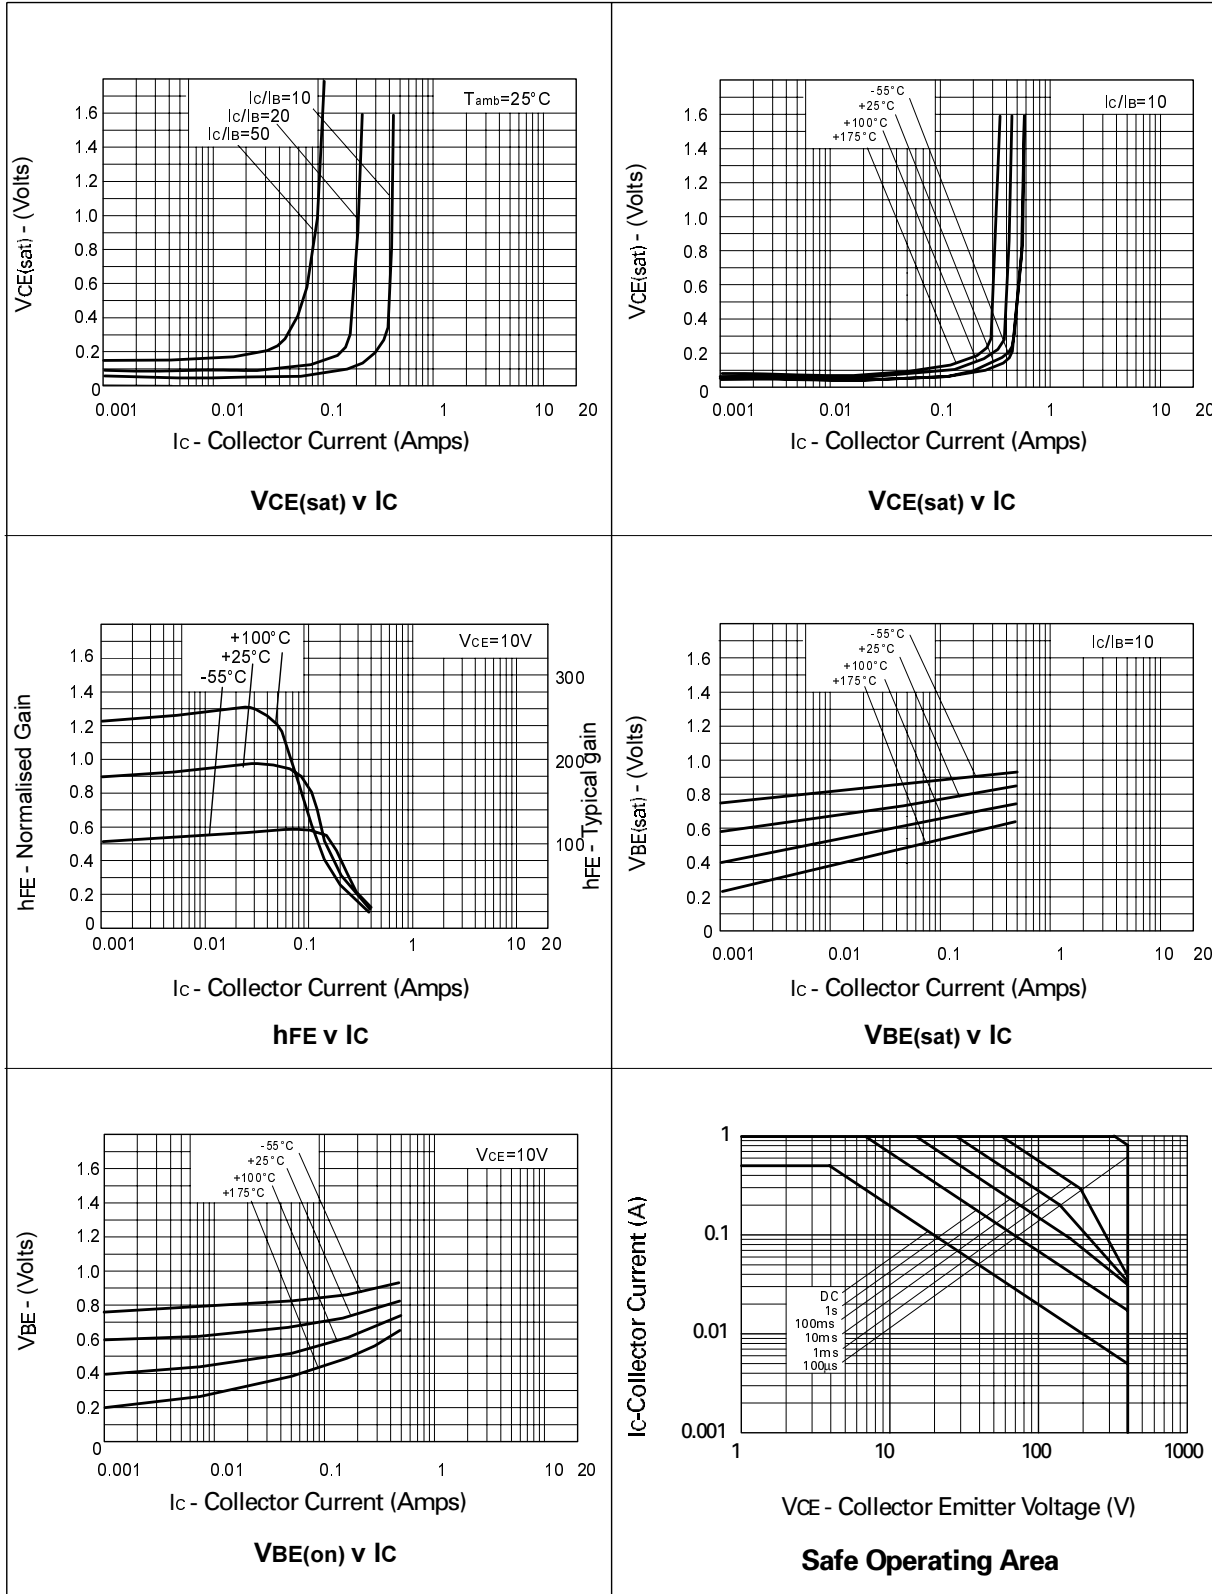 1.6
1.4
1.2
1.0
0.8
0.6
0.4
0.2
0
VCE(sat) - (Volts)
IC/IB=10
IC/IB=20
IC/IB=50
Tamb=25°C
0.001 0.01 0.1 1 10 20
IC - Collector Current (Amps)
VCE(sat) v IC
1.6
1.4
1.2
1.0
0.8
0.6
0.4
0.2
0
VCE(sat) - (Volts)
-55°C
+25°C
+100°C
+175°C
IC/IB=10
0.001 0.01 0.1 1 10 20
IC - Collector Current (Amps)
VCE(sat) v IC
1.6
1.4
1.2
1.0
0.8
0.6
0.4
0.2
0
hFE - Normalised Gain
+100°C
+25°C
-55°C
VCE=10V
300
200
100
hFE - Typical gain
0.001 0.01 0.1 1 10 20
IC - Collector Current (Amps)
hFE v IC
1.6
1.4
1.2
1.0
0.8
0.6
0.4
0.2
0
VBE(sat) - (Volts)
-55°C
+25°C
+100°C
+175°C
IC/IB=10
0.001 0.01 0.1 1 10 20
IC - Collector Current (Amps)
VBE(sat) v IC
1.6
1.4
1.2
1.0
0.8
0.6
0.4
0.2
0
VBE - (Volts)
-55°C
+25°C
+100°C
+175°C
VCE=10V
0.001 0.01 0.1 1 10 20
IC - Collector Current (Amps)
VBE(on) v IC
1
0.1
0.01
0.001
IC-Collector Current (A)
DC
1s
100ms
10ms
1ms
100µs
1 10 100 1000
VCE - Collector Emitter Voltage (V)
Safe Operating Area